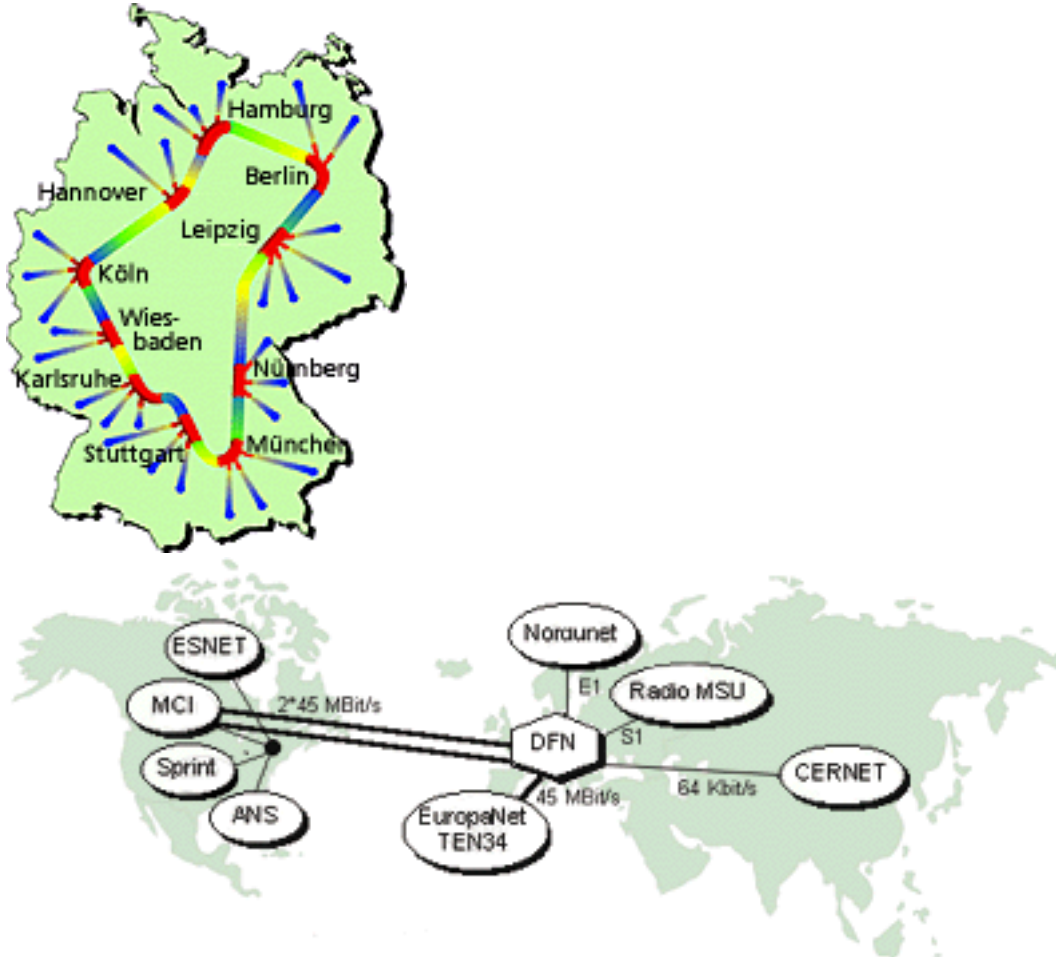 Hamburg
Berlin
Hannover
Leipzig
Köln
Wies-
baden
Nürnberg
Karlsruhe
München
Stuttgart
Nordunet
ESNET
E1
Radio MSU
MCI
2*45 MBit/s
DFN
S1
Sprint
CERNET
64 Kbit/s
45 MBit/s
ANS
EuropaNet
TEN34